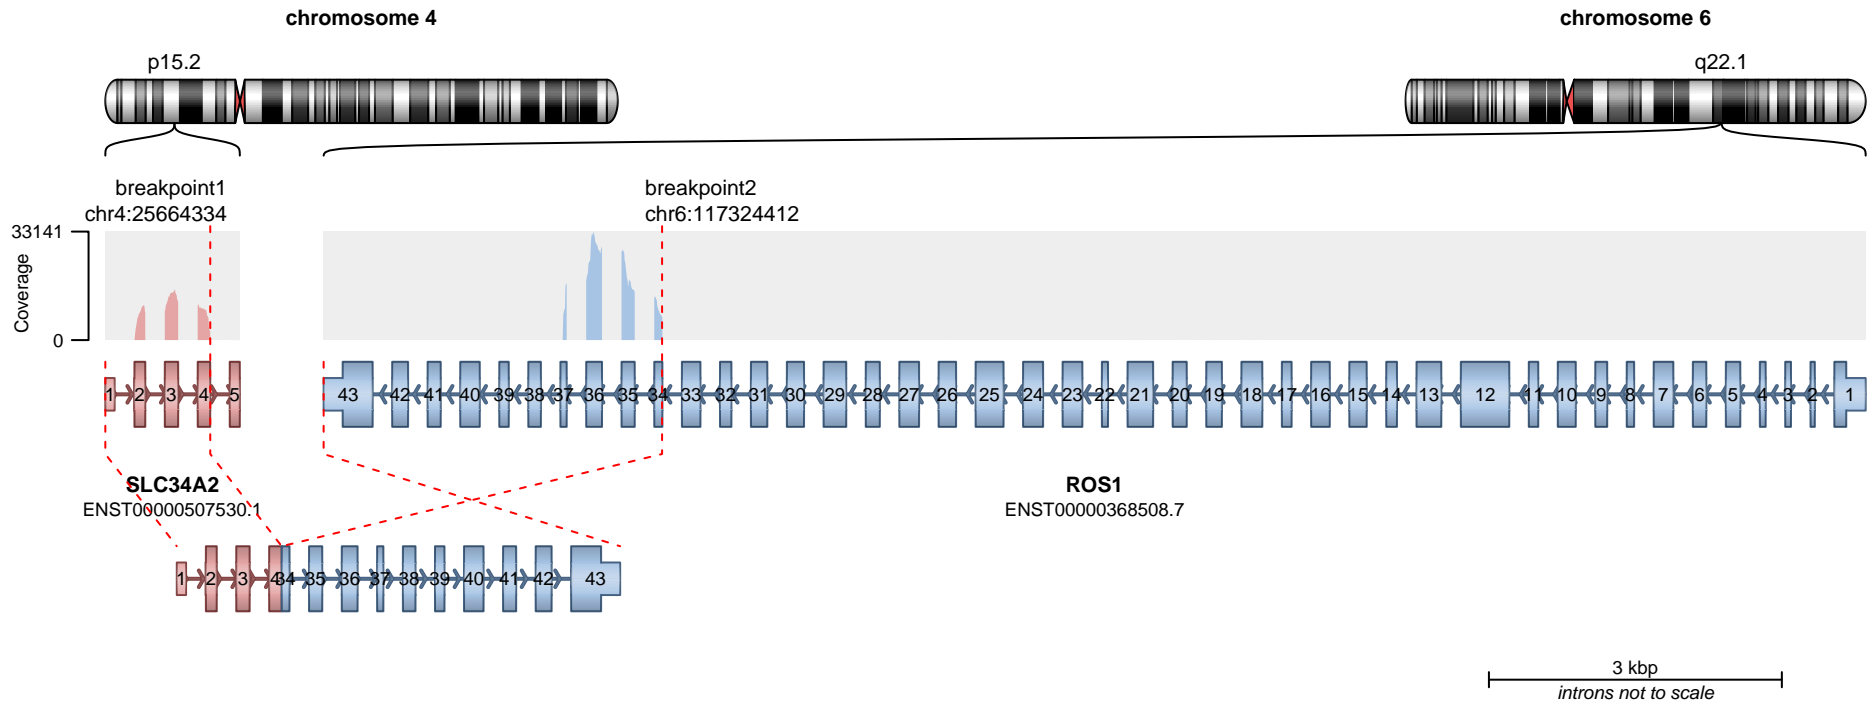 chromosome 4
chromosome 6
p15.2
q22.1
breakpoint1
chr4:25664334
breakpoint2
chr6:117324412
33141
Coverage
0
1 2 3 4 5
43 42 41 40 39 38 37 36 35 34 33 32 31 30 29 28 27 26 25 24 23 22 21 20 19 18 17 16 15 14 13 12 11 10 9 8 7 6 5 4 3 2 1
SLC34A2
ENST00000507530.1
ROS1
ENST00000368508.7
1 2 3 4 34 35 36 37 38 39 40 41 42 43
3 kbp
introns not to scale